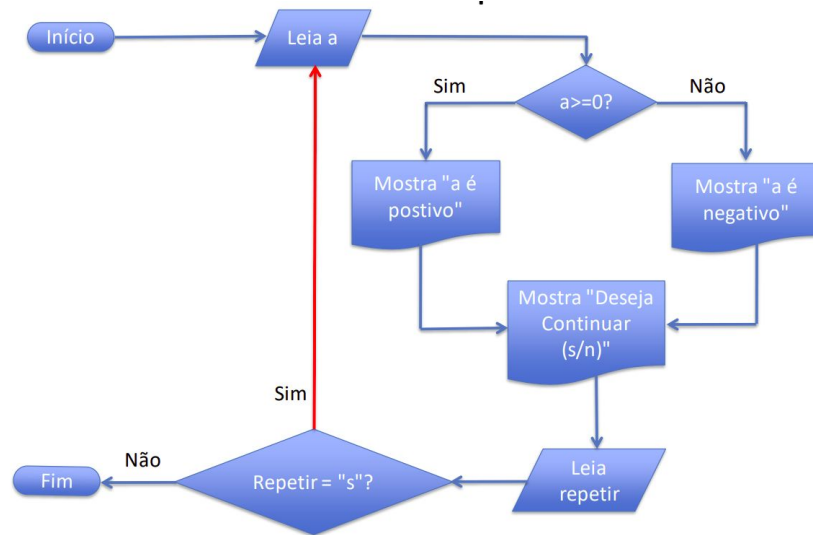 Início
Leia a
a>=0?
Sim
Não
Mostra "a é
postivo"
Mostra "a é
negativo"
Mostra "Deseja
Continuar
(s/n)"
Leia
repetir
Repetir = "s"?
Sim
Não
Fim